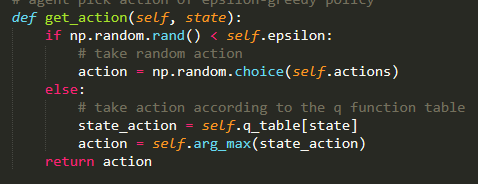 # agent pick action of epsilon-greedy policy
def get_action(self, state):
    if np.random.rand() < self.epsilon:
        # take random action
        action = np.random.choice(self.actions)
    else:
        # take action according to the q function table
        state_action = self.q_table[state]
        action = self.arg_max(state_action)
    return action